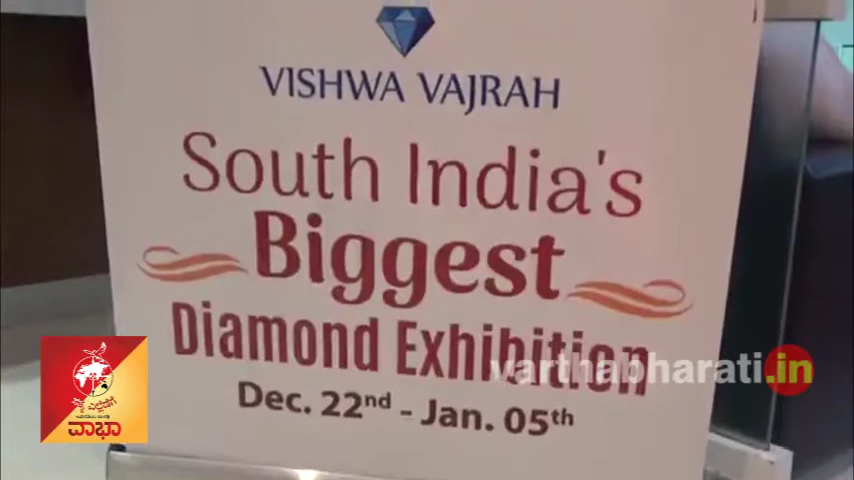 VISHWA VAJRAH
South India's
Biggest
Diamond Exhibition
Dec. 22nd - Jan. 05th
varthabharati.in
ವಾಭಾ